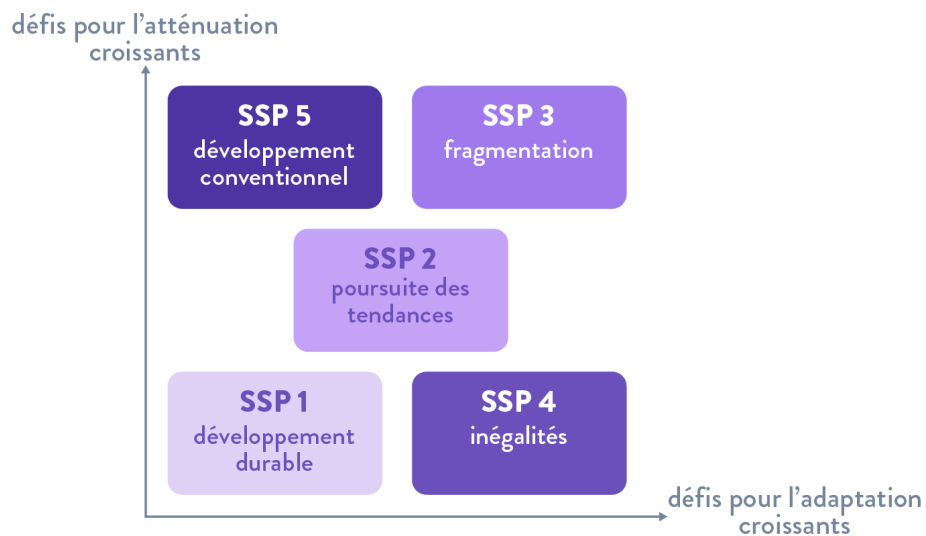 défis pour l’atténuation
croissants
SSP 5
développement
conventionnel
SSP 3
fragmentation
SSP 2
poursuite des
tendances
SSP 1
développement
durable
SSP 4
inégalités
défis pour l’adaptation
croissants